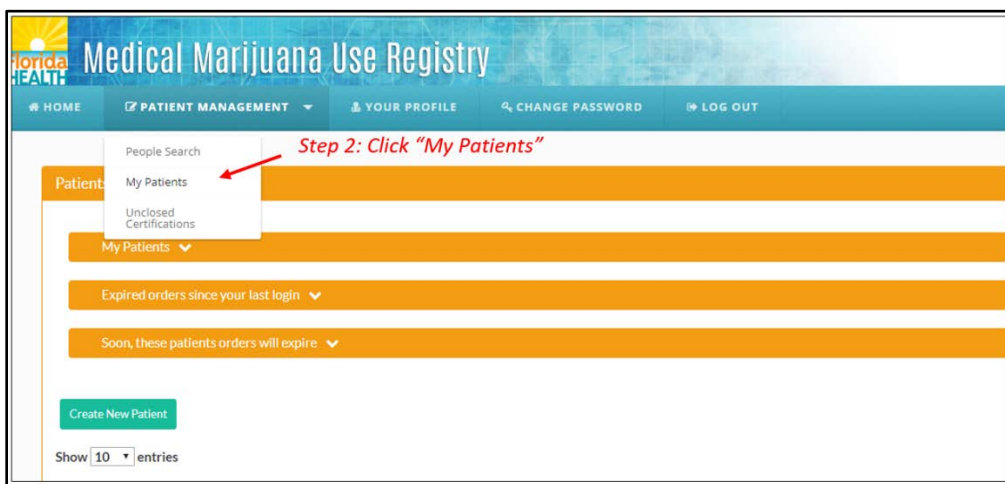 Florida
HEALTH
Medical Marijuana Use Registry
HOME PATIENT MANAGEMENT YOUR PROFILE CHANGE PASSWORD LOG OUT
People Search
Step 2: Click “My Patients”
My Patients
Unclosed
Certifications
My Patients
Expired orders since your last login
Soon, these patients orders will expire
Create New Patient
Show 10 entries